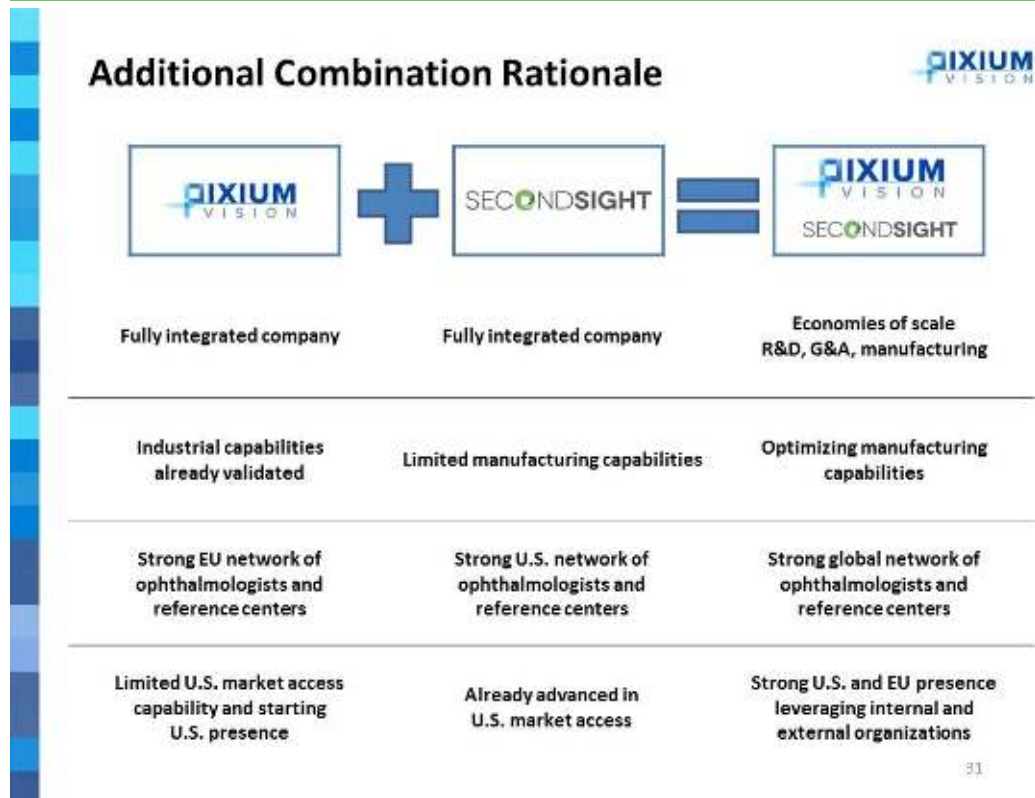 Additional Combination Rationale
PIXIUM
VISION
PIXIUM
VISION
SECONDSIGHT
PIXIUM
VISION
SECONDSIGHT
Fully integrated company
Fully integrated company
Economies of scale
R&D, G&A, manufacturing
Industrial capabilities
already validated
Limited manufacturing capabilities
Optimizing manufacturing
capabilities
Strong EU network of
ophthalmologists and
reference centers
Strong U.S. network of
ophthalmologists and
reference centers
Strong global network of
ophthalmologists and
reference centers
Limited U.S. market access
capability and starting
U.S. presence
Already advanced in
U.S. market access
Strong U.S. and EU presence
leveraging internal and
external organizations
31